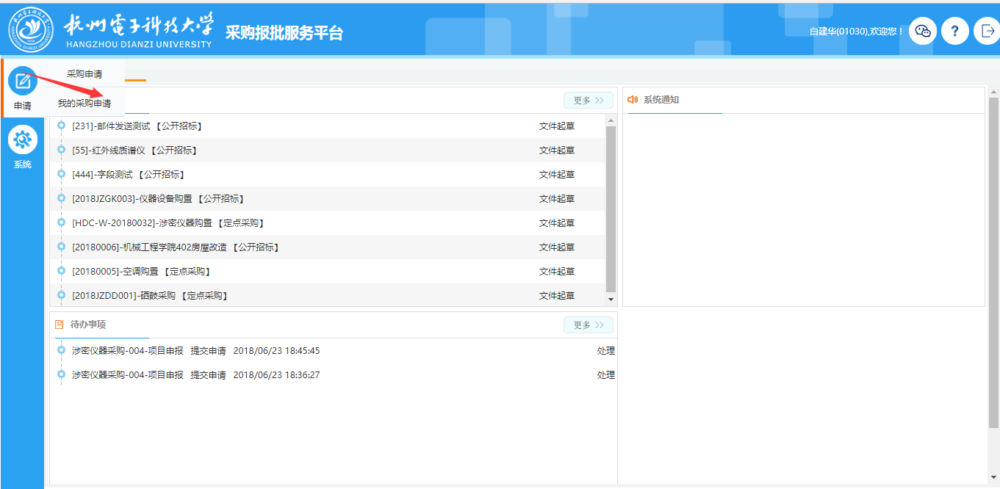 杭州电子科技大学
HANGZHOU DIANZI UNIVERSITY
采购报批服务平台
白建华(01030),欢迎您！
?
申请
系统
采购申请
我的采购申请
更多 >>
[231]-邮件发送测试 【公开招标】 文件起草
[55]-红外线质谱仪 【公开招标】 文件起草
[444]-字段测试 【公开招标】 文件起草
[2018JZGK003]-仪器设备购置 【公开招标】 文件起草
[HDC-W-20180032]-涉密仪器购置 【定点采购】 文件起草
[20180006]-机械工程学院402房屋改造 【公开招标】 文件起草
[20180005]-空调购置 【定点采购】 文件起草
[2018JZDD001]-硒鼓采购 【定点采购】 文件起草
系统通知
待办事项
更多 >>
涉密仪器采购-004-项目申报 提交申请 2018/06/23 18:45:45 处理
涉密仪器采购-004-项目申报 提交申请 2018/06/23 18:36:27 处理